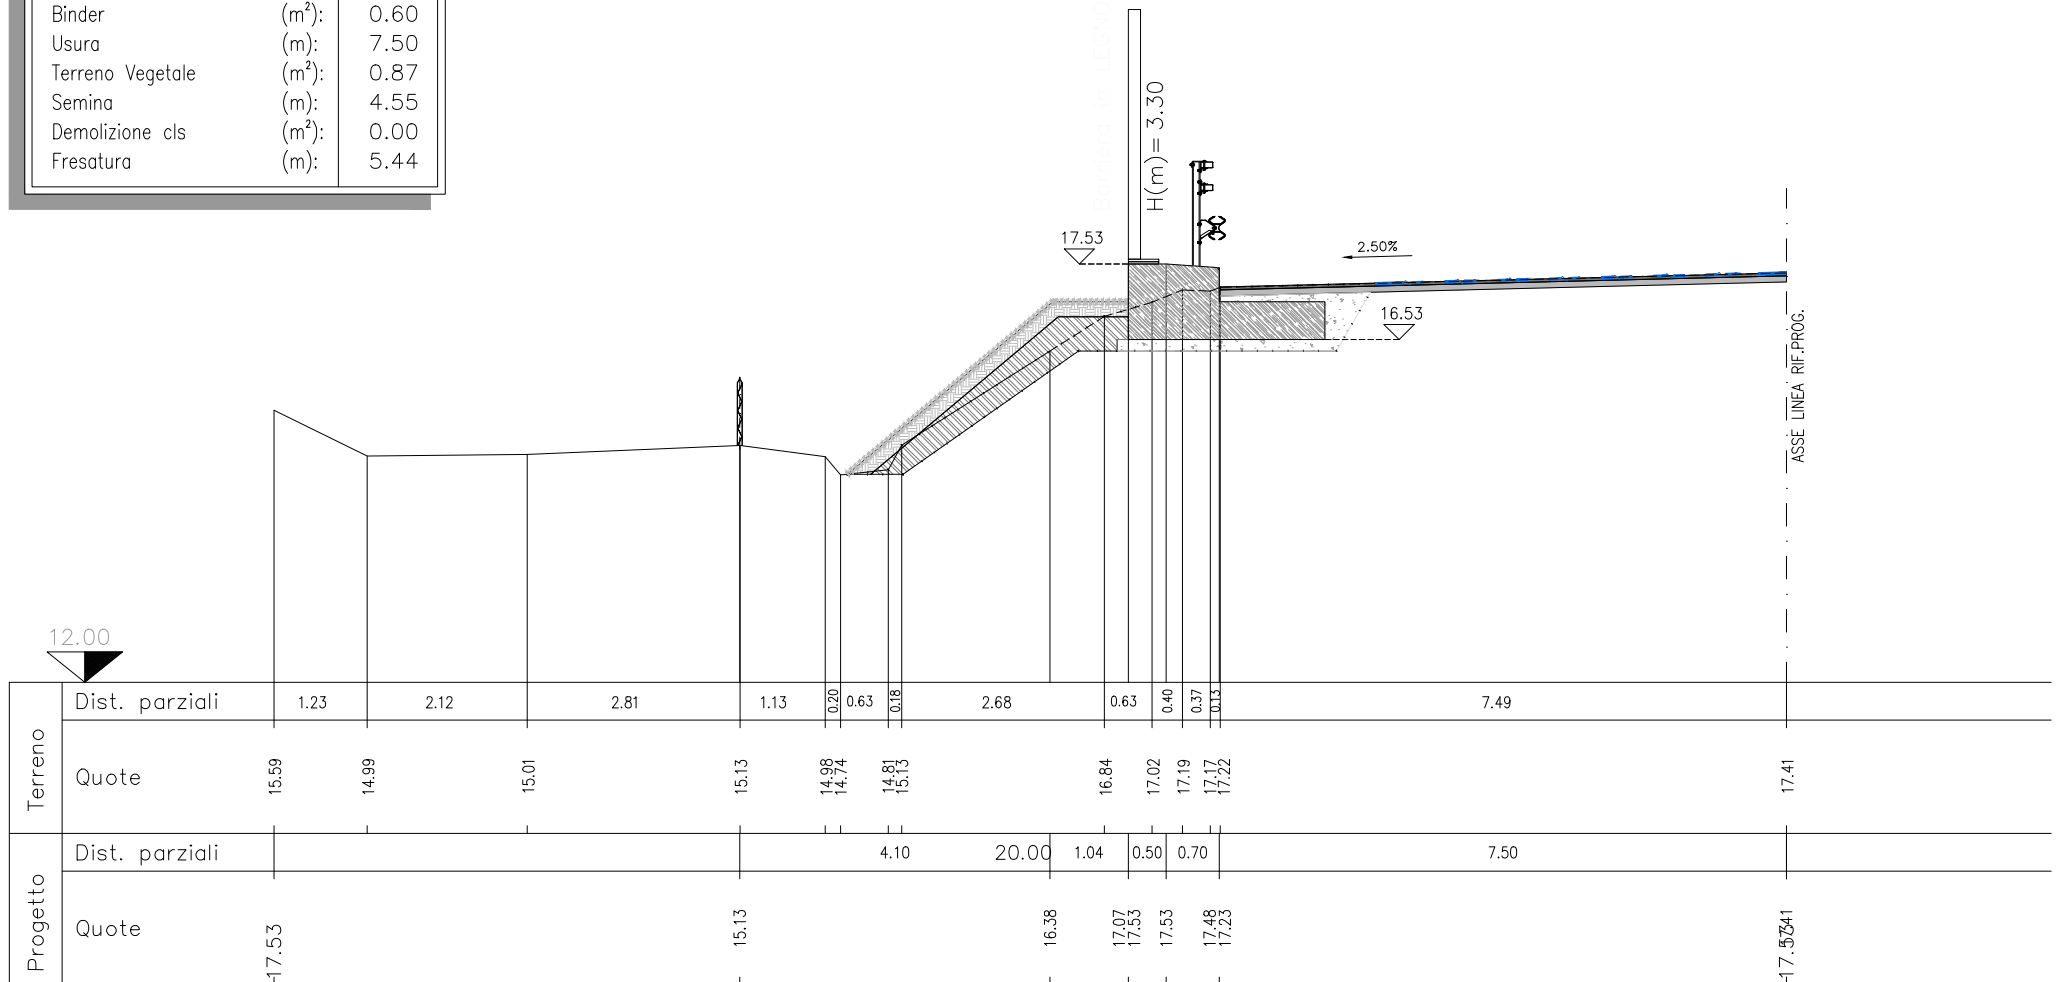 Binder (m²): 0.60
Usura (m): 7.50
Terreno Vegetale (m²): 0.87
Semina (m): 4.55
Demolizione cls (m²): 0.00
Fresatura (m): 5.44
Barriera in LEGNO
H(m)= 3.30
17.53
2.50%
16.53
ASSE LINEA RIF.PROG.
12.00
Terreno
Dist. parziali 1.23 2.12 2.81 1.13 0.20 0.63 0.18 2.68 0.63 0.40 0.37 0.13 7.49
Quote 15.59 14.99 15.01 15.13 14.98 14.74 14.81 15.13 16.84 17.02 17.19 17.17 17.22 17.41
Progetto
Dist. parziali 4.10 20.00 1.04 0.50 0.70 7.50
Quote -17.53 15.13 16.38 17.07 17.53 17.53 17.48 17.23